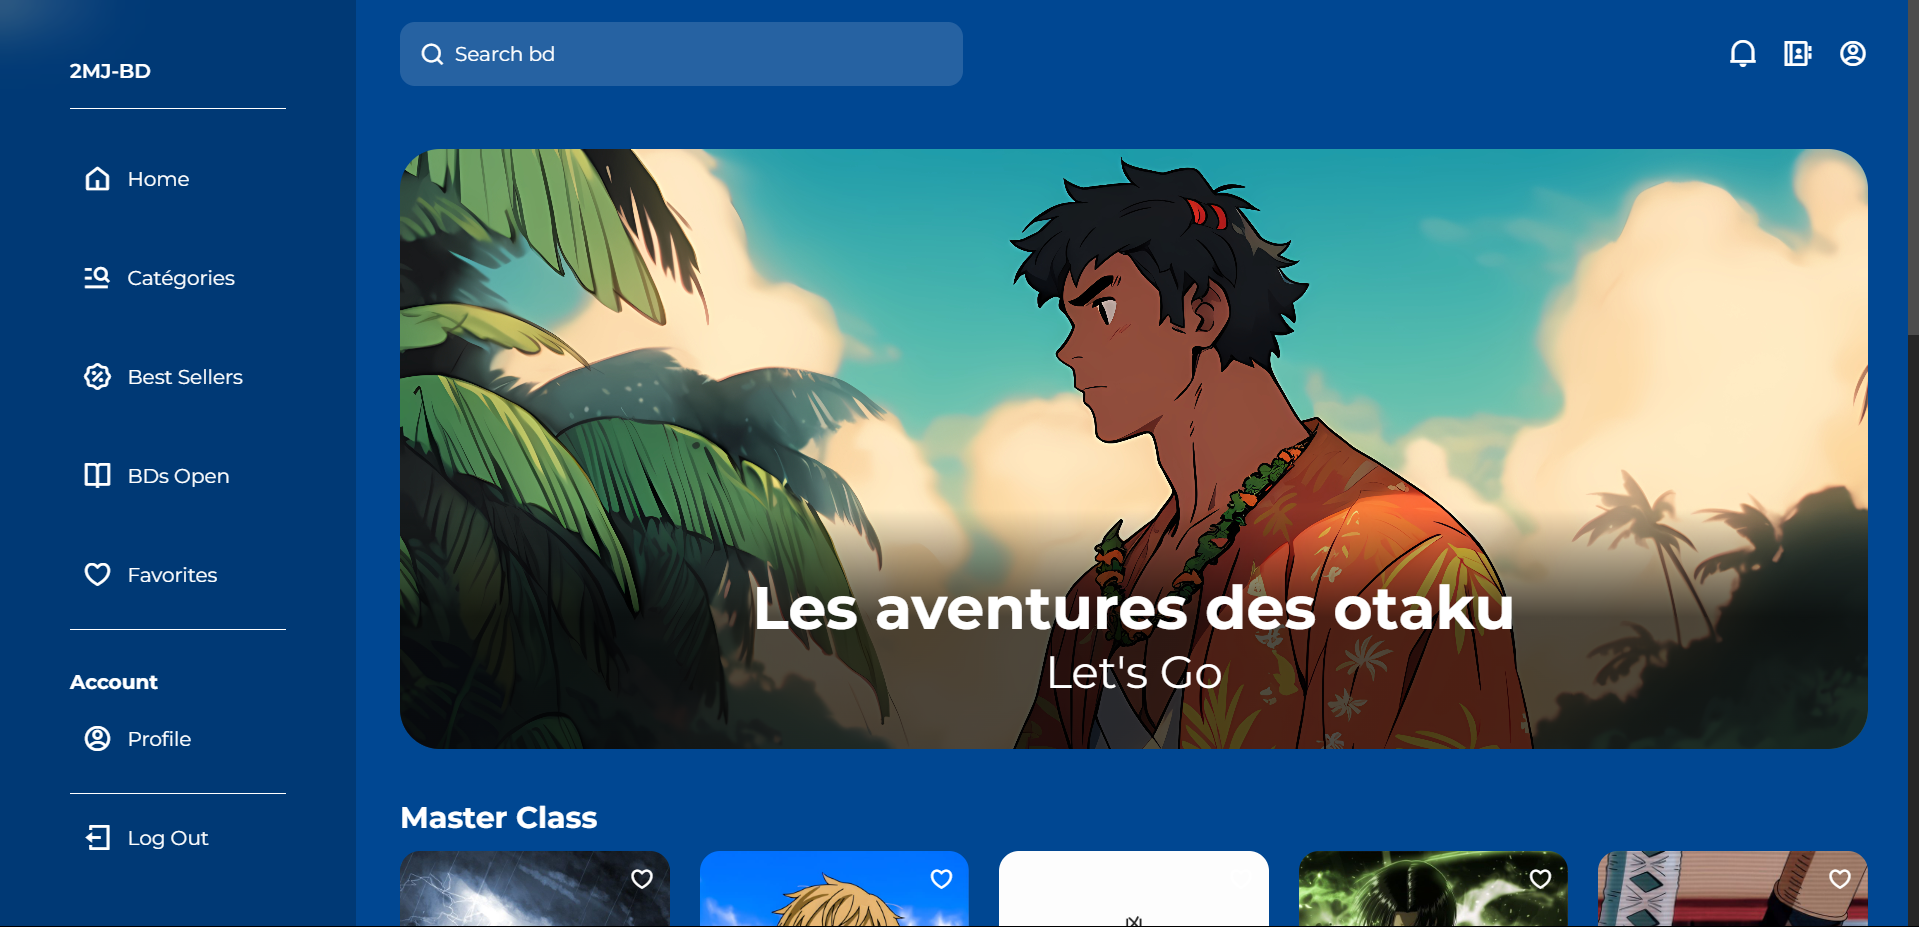 2MJ-BD
Search bd
Home
Catégories
Best Sellers
BDs Open
Favorites
Account
Profile
Log Out
Les aventures des otaku
Let's Go
Master Class